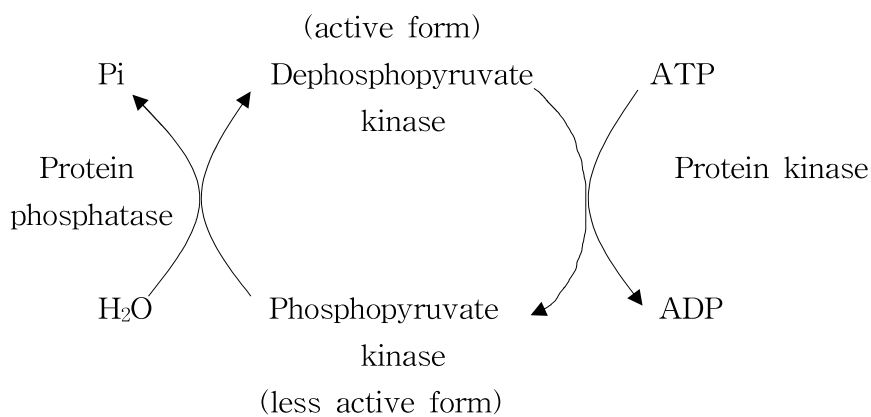 (active form)
Pi Dephosphopyruvate ATP
kinase
Protein Protein kinase
phosphatase
H₂O Phosphopyruvate ADP
kinase
(less active form)